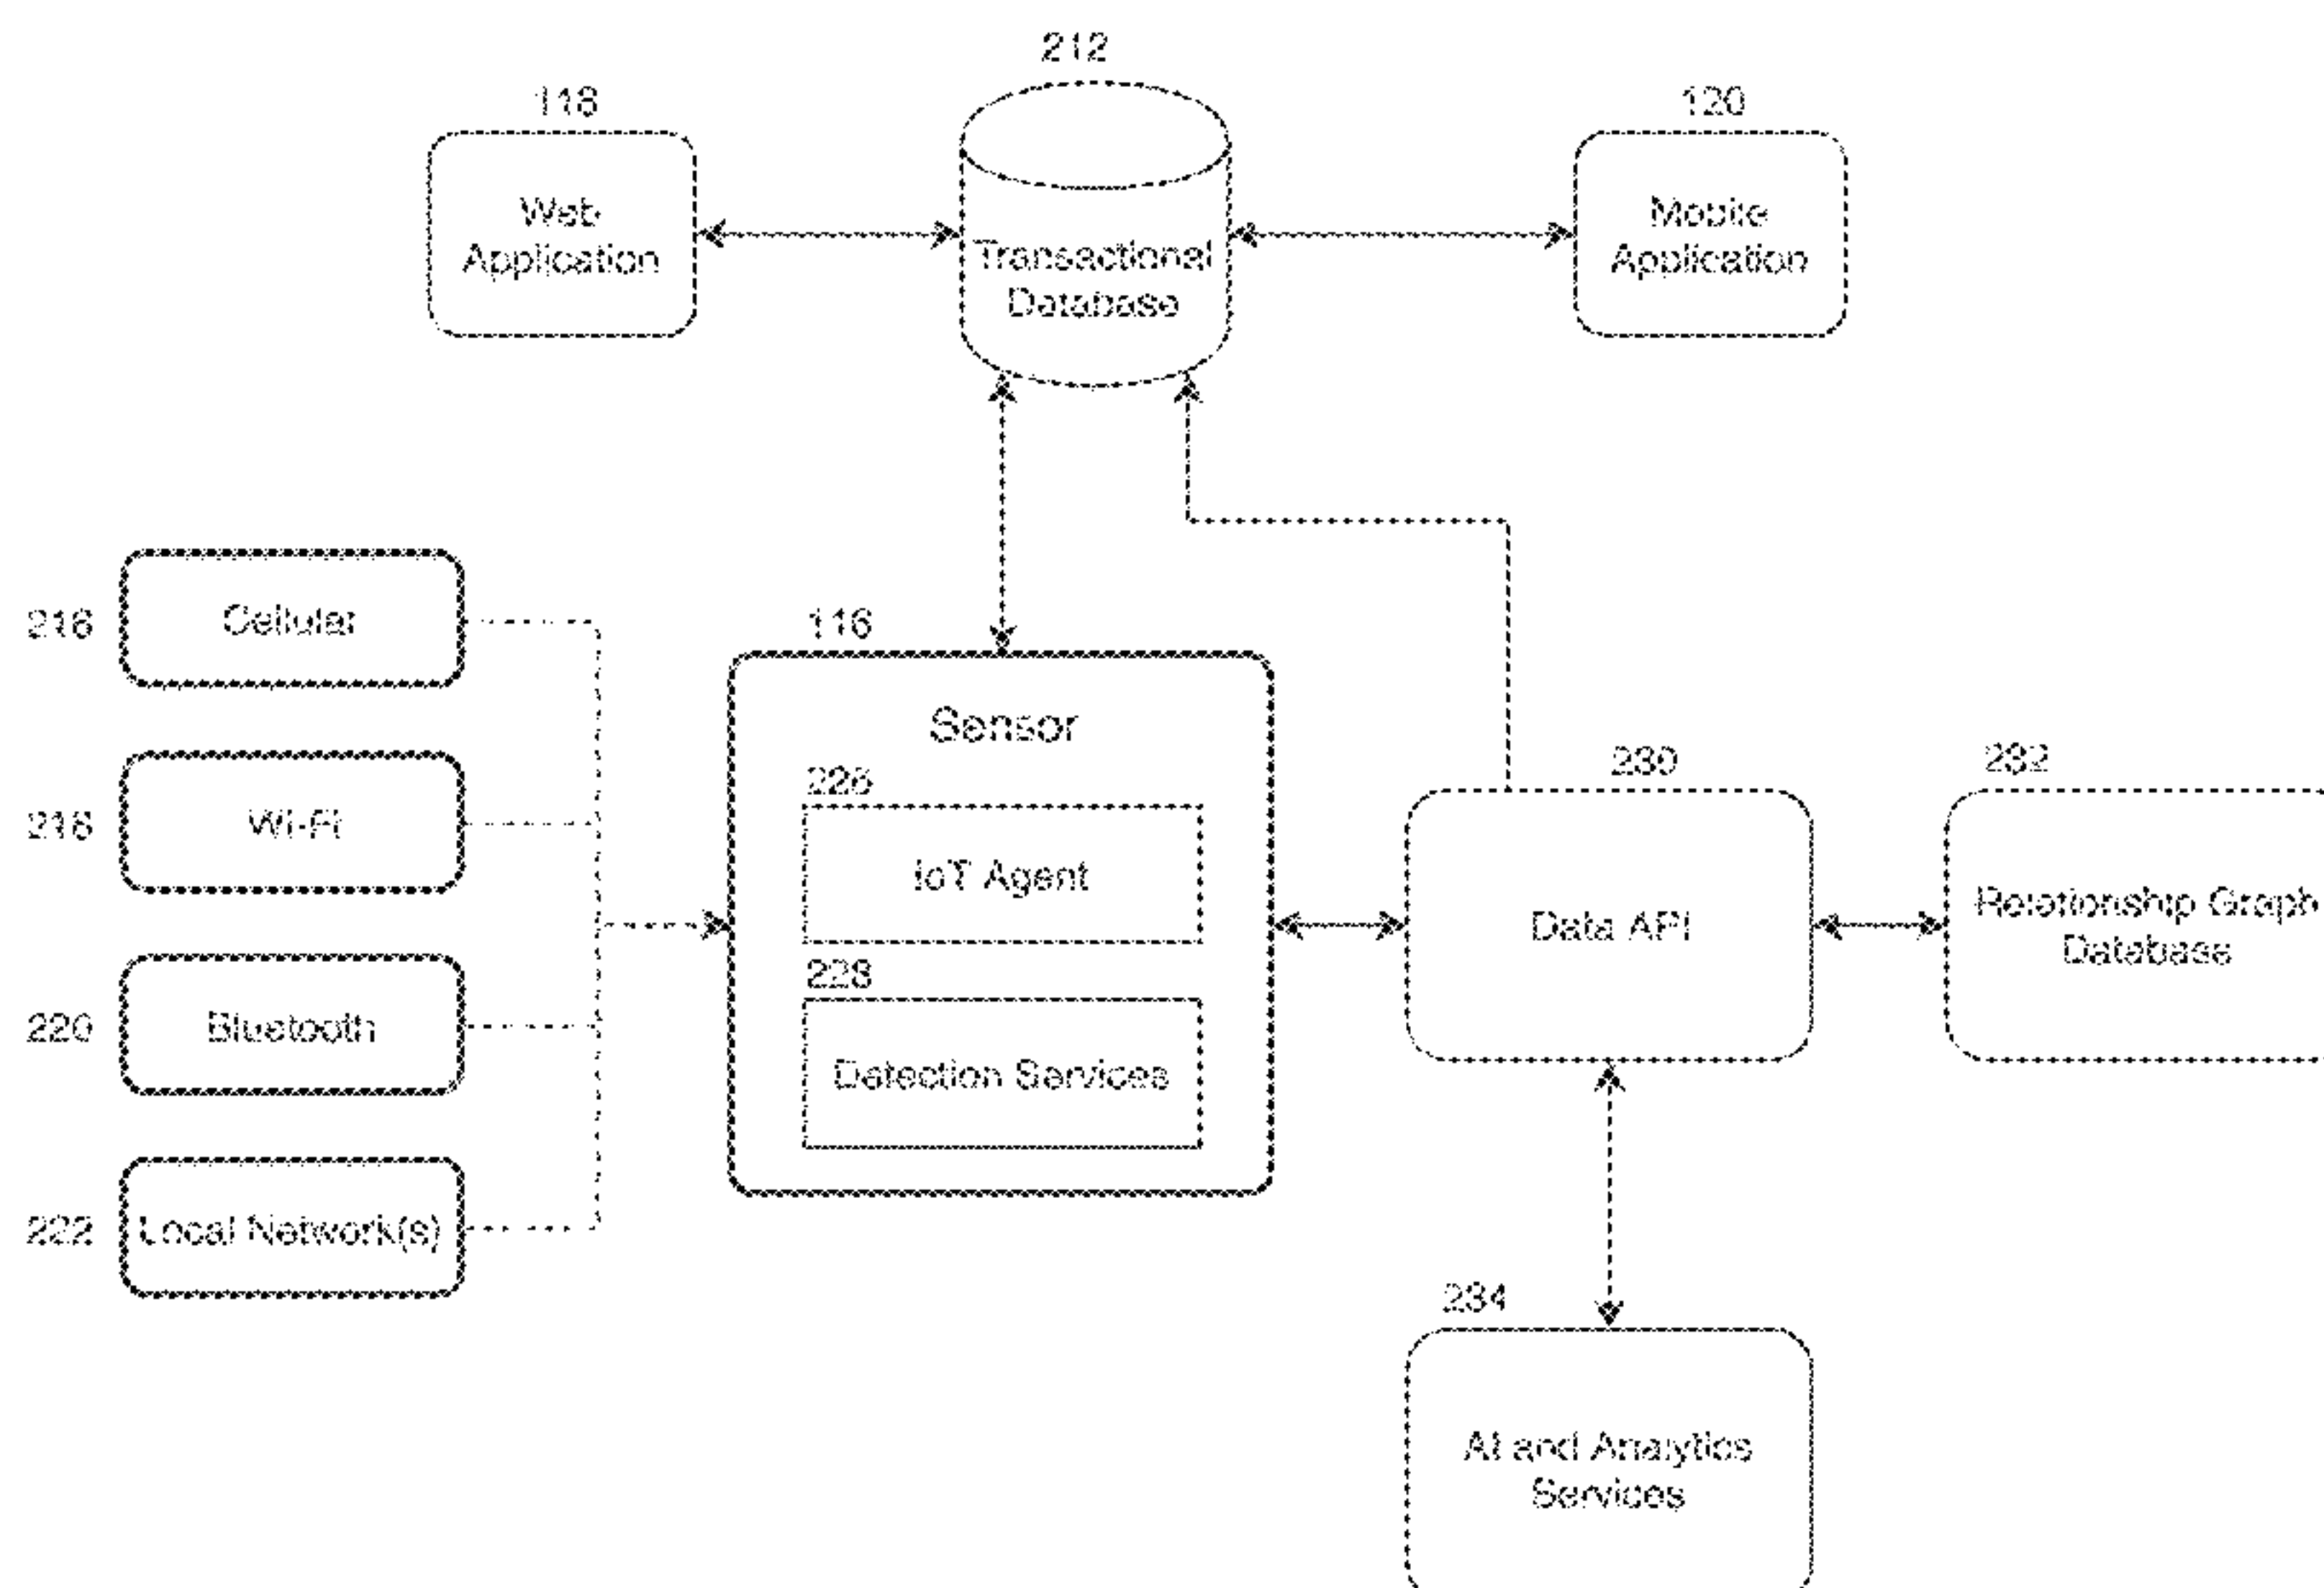 212
118
120
Web
Application
Transactional
Database
Mobile
Application
216
Cellular
116
Sensor
218
Wi-Fi
226
IoT Agent
230
Data API
232
Relationship Graph
Database
220
Bluetooth
228
Detection Services
222
Local Network(s)
234
AI and Analytics
Services